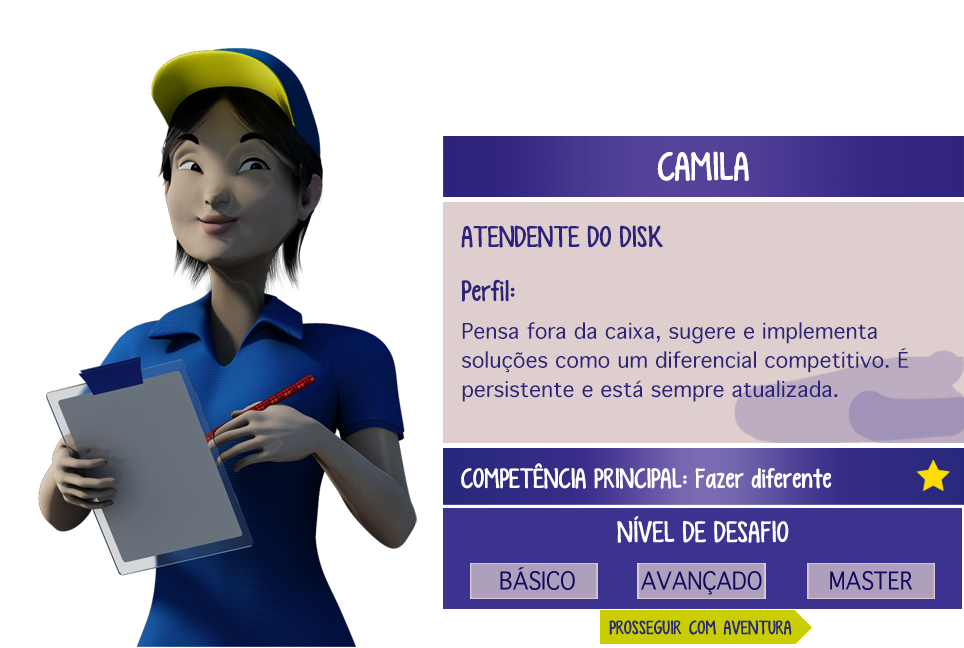 CAMILA
ATENDENTE DO DISK
Perfil:
Pensa fora da caixa, sugere e implementa
soluções como um diferencial competitivo. É
persistente e está sempre atualizada.
COMPETÊNCIA PRINCIPAL: Fazer diferente
NÍVEL DE DESAFIO
BÁSICO AVANÇADO MASTER
PROSSEGUIR COM AVENTURA